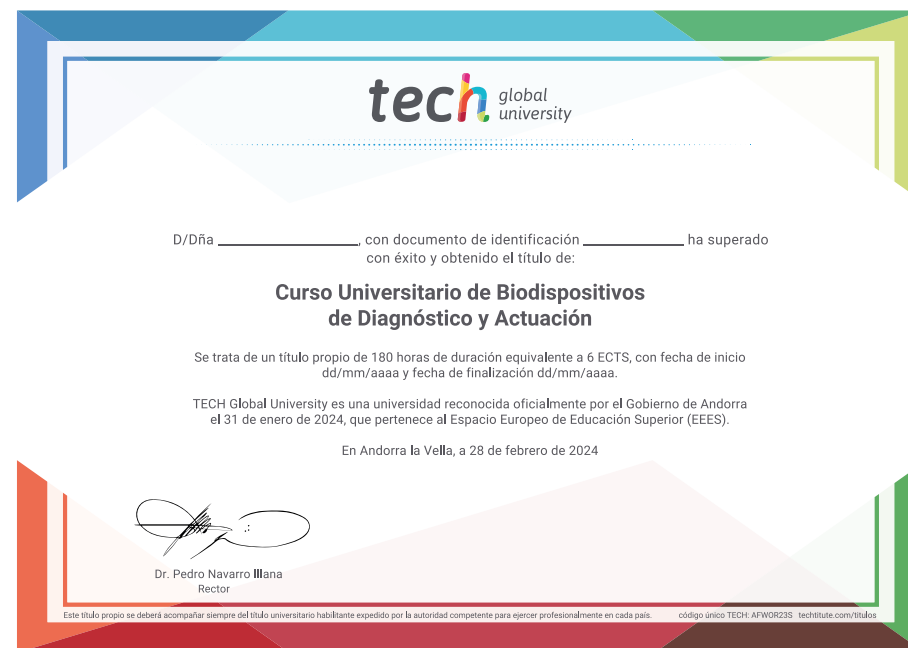 tech global university
D/Dña ______________, con documento de identificación __________ ha superado
con éxito y obtenido el título de:
Curso Universitario de Biodispositivos
de Diagnóstico y Actuación
Se trata de un título propio de 180 horas de duración equivalente a 6 ECTS, con fecha de inicio
dd/mm/aaaa y fecha de finalización dd/mm/aaaa.
TECH Global University es una universidad reconocida oficialmente por el Gobierno de Andorra
el 31 de enero de 2024, que pertenece al Espacio Europeo de Educación Superior (EEES).
En Andorra la Vella, a 28 de febrero de 2024
Dr. Pedro Navarro Illana
Rector
Este título propio se deberá acompañar siempre del título universitario habilitante expedido por la autoridad competente para ejercer profesionalmente en cada país. código único TECH: AFWOR23S techtitute.com/titulos